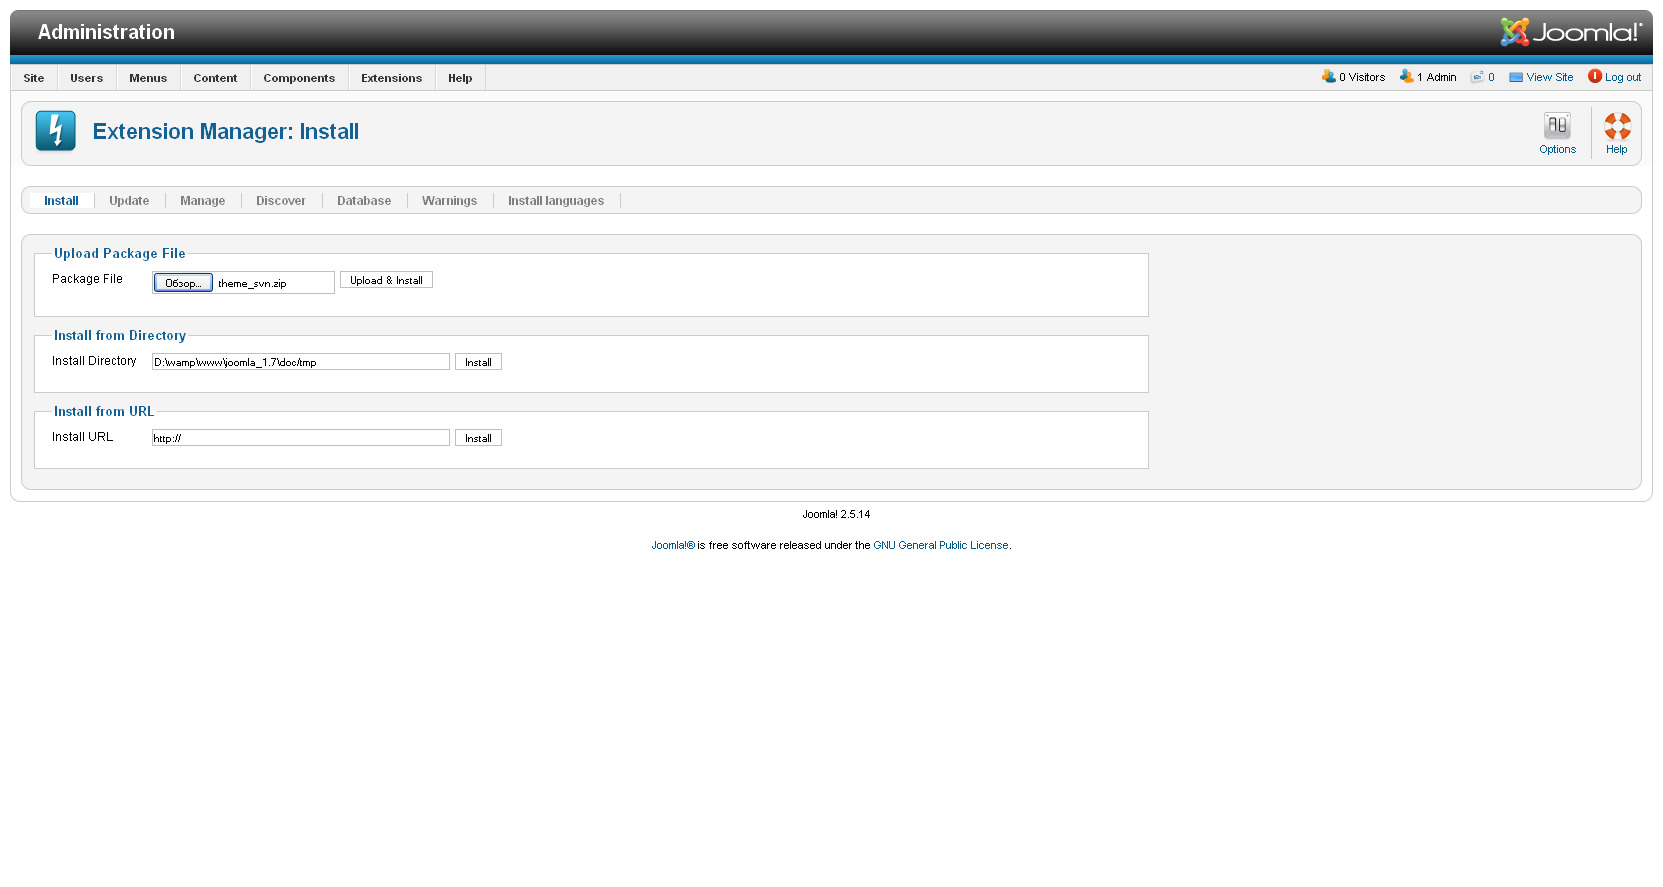 Administration
Joomla!
Site Users Menus Content Components Extensions Help
0 Visitors 1 Admin 0 View Site Log out
Extension Manager: Install
Options Help
Install Update Manage Discover Database Warnings Install languages
Upload Package File
Package File Обзор... theme_svn.zip Upload & Install
Install from Directory
Install Directory D:\wamp\www\joomla_1.7\doc/tmp Install
Install from URL
Install URL http:// Install
Joomla! 2.5.14
Joomla!® is free software released under the GNU General Public License.